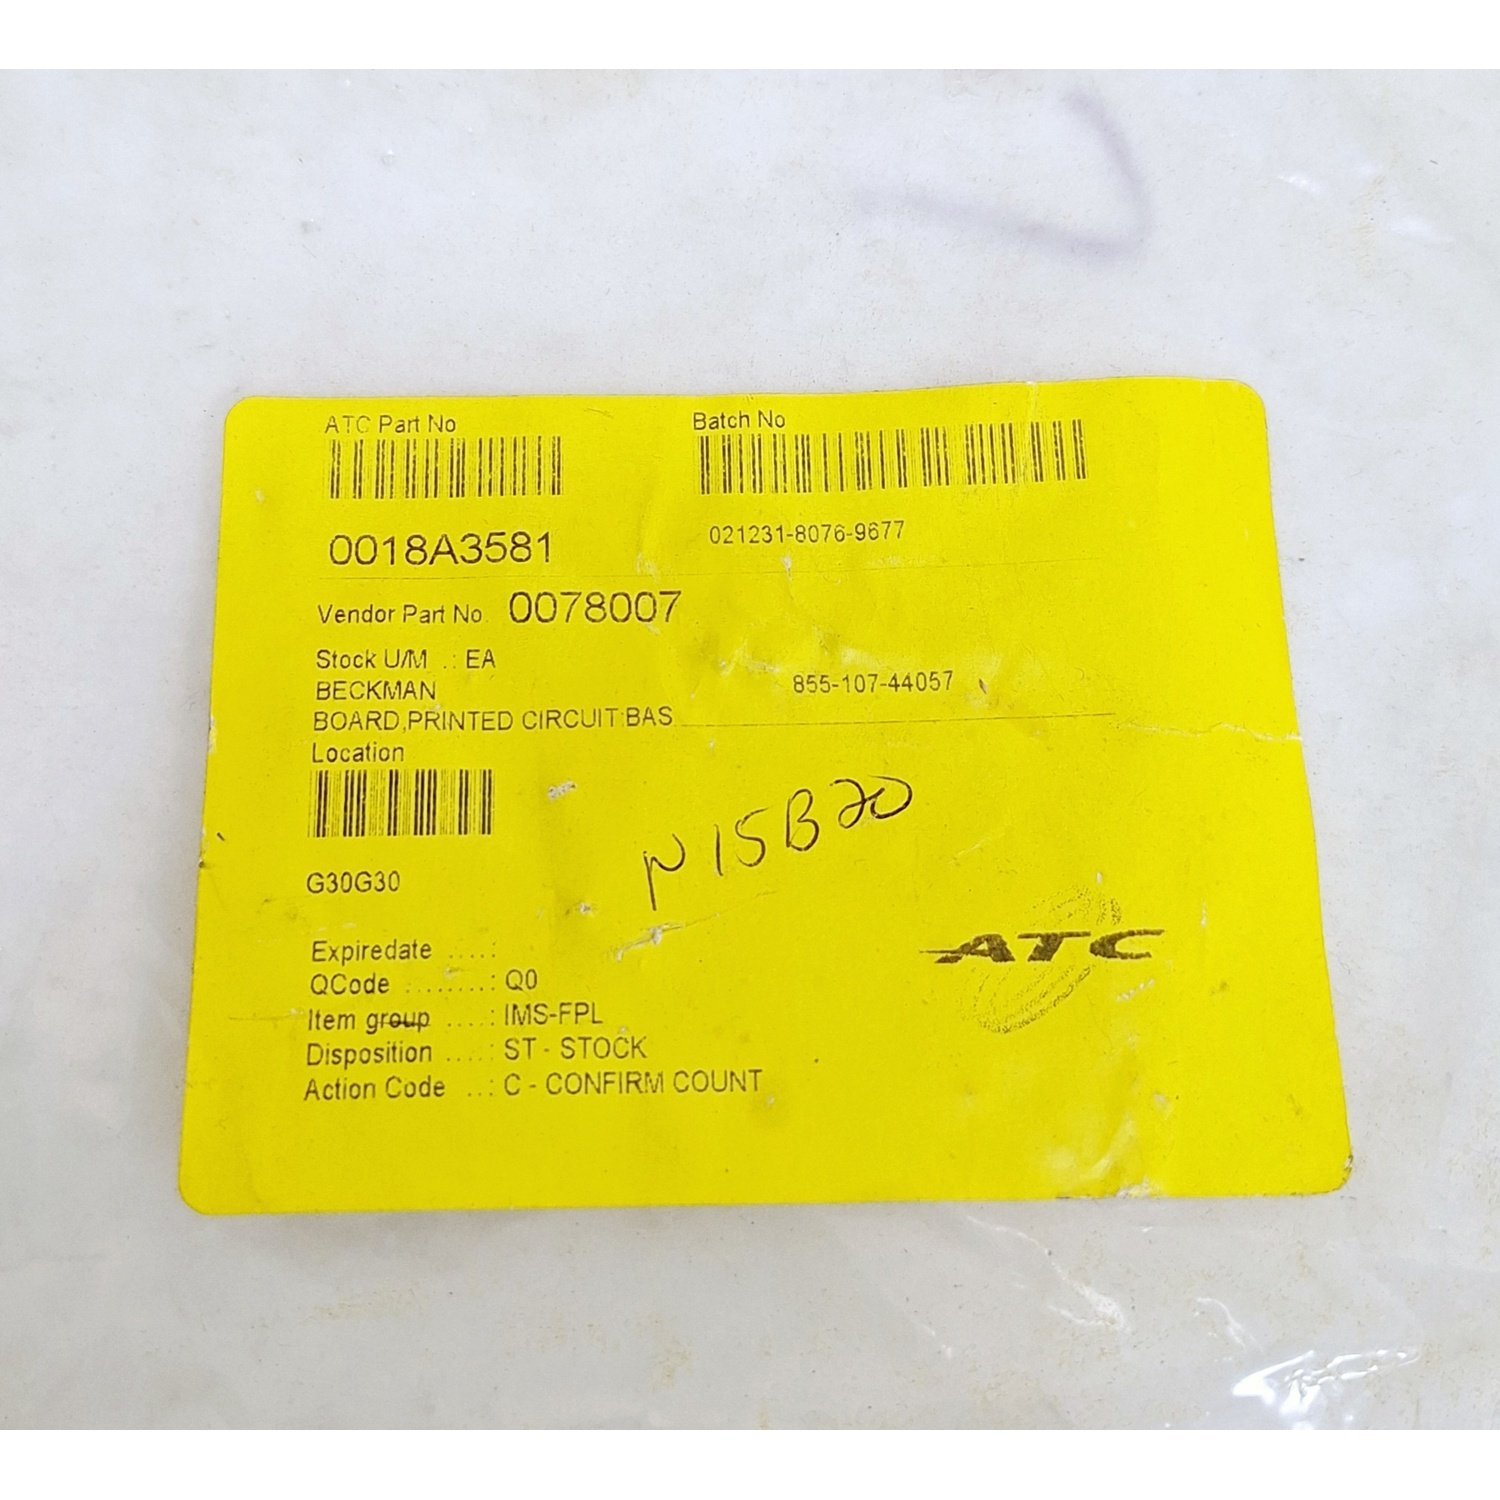 ATC Part No
Batch No
0018A3581
021231-8076-9677
Vendor Part No. 0078007
Stock U/M .: EA
BECKMAN
855-107-44057
BOARD,PRINTED CIRCUIT:BAS
Location
N15B20
G30G30
Expiredate .....:
QCode ........: Q0
Item group ....: IMS-FPL
Disposition ....: ST - STOCK
Action Code ..: C - CONFIRM COUNT
ATC